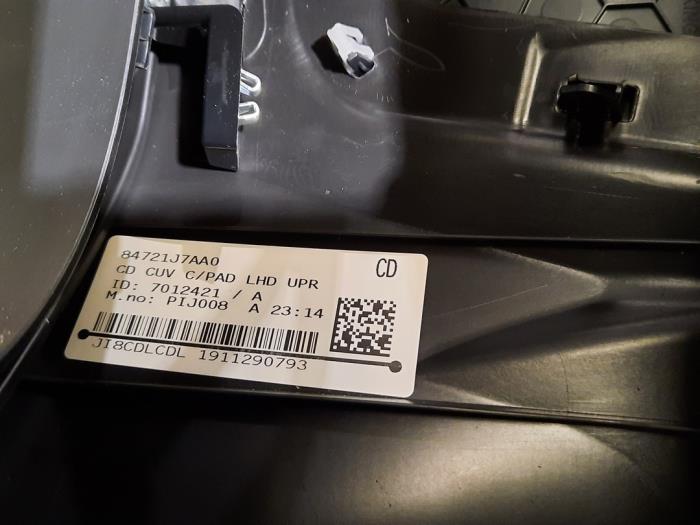 84721J7AA0 CD
CD CUV C/PAD LHD UPR
ID: 7012421 / A
M.no: PIJ008 A 23:14
JI8CDLCDL 1911290793